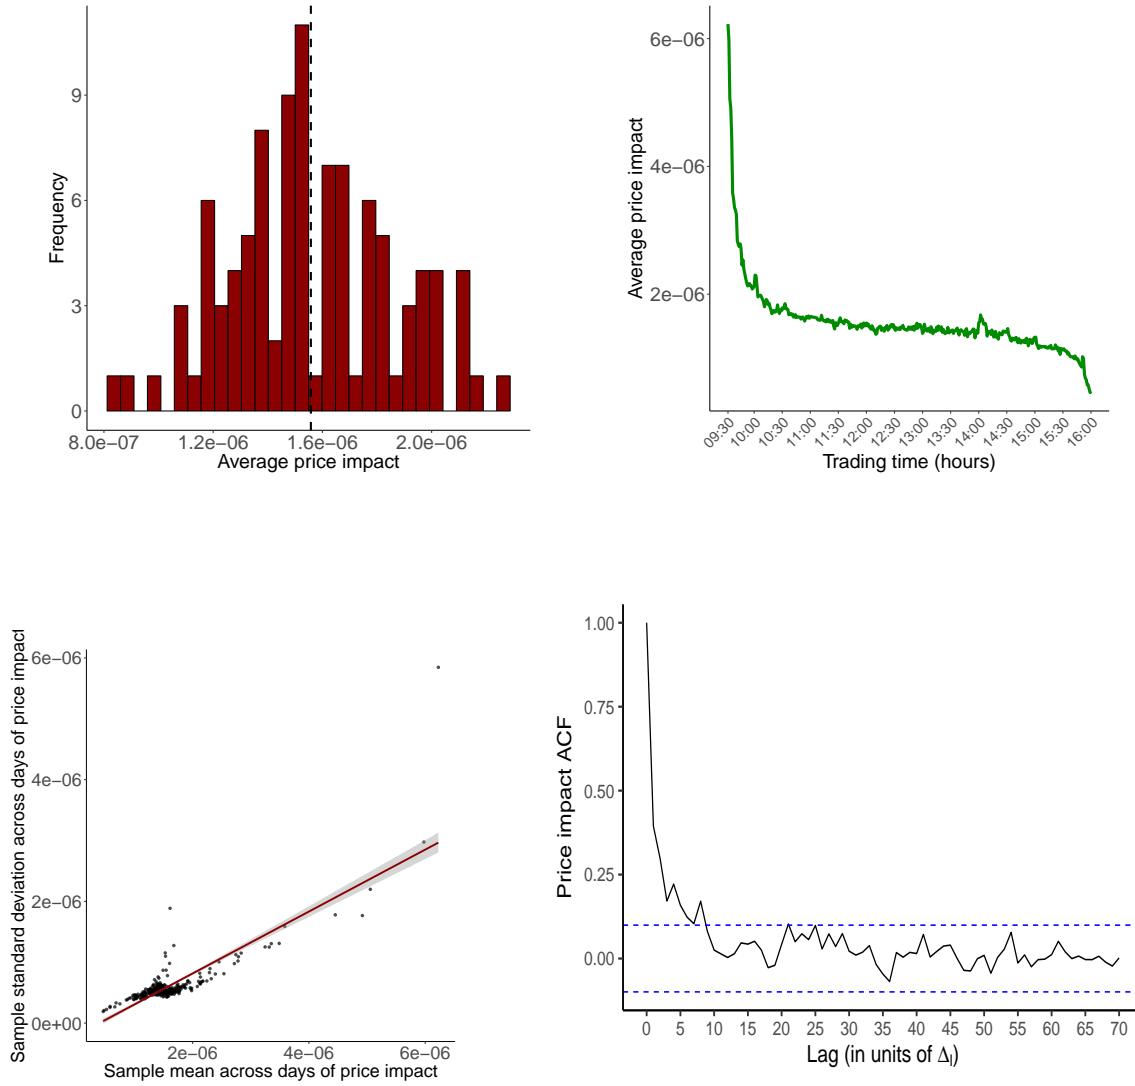 9
6
3
0
Frequency
8.0e−07
1.2e−06
1.6e−06
2.0e−06
Average price impact
6e−06
4e−06
2e−06
Average price impact
09:30
10:00
10:30
11:00
11:30
12:00
12:30
13:00
13:30
14:00
14:30
15:00
15:30
16:00
Trading time (hours)
6e−06
4e−06
2e−06
0e+00
Sample standard deviation across days of price impact
2e−06
4e−06
6e−06
Sample mean across days of price impact
1.00
0.75
0.50
0.25
0.00
Price impact ACF
0
5
10
15
20
25
30
35
40
45
50
55
60
65
70
Lag (in units of Δl)